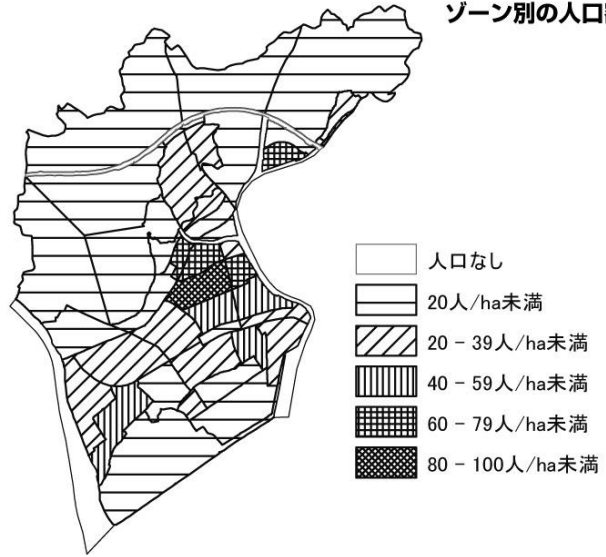 ゾーン別の人口
人口なし
20人/ha未満
20 - 39人/ha未満
40 - 59人/ha未満
60 - 79人/ha未満
80 - 100人/ha未満